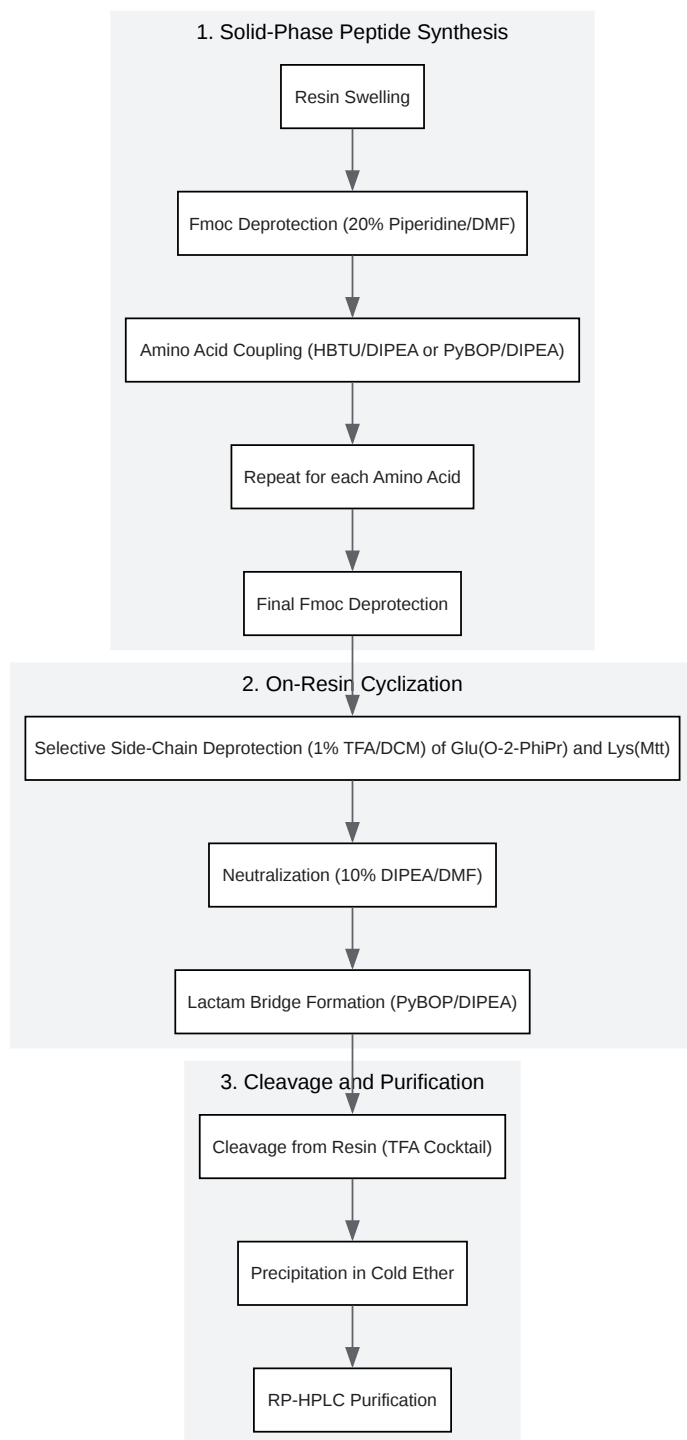 1. Solid-Phase Peptide Synthesis
Resin Swelling
Fmoc Deprotection (20% Piperidine/DMF)
Amino Acid Coupling (HBTU/DIPEA or PyBOP/DIPEA)
Repeat for each Amino Acid
Final Fmoc Deprotection
2. On-Resin Cyclization
Selective Side-Chain Deprotection (1% TFA/DCM) of Glu(O-2-PhiPr) and Lys(Mtt)
Neutralization (10% DIPEA/DMF)
Lactam Bridge Formation (PyBOP/DIPEA)
3. Cleavage and Purification
Cleavage from Resin (TFA Cocktail)
Precipitation in Cold Ether
RP-HPLC Purification